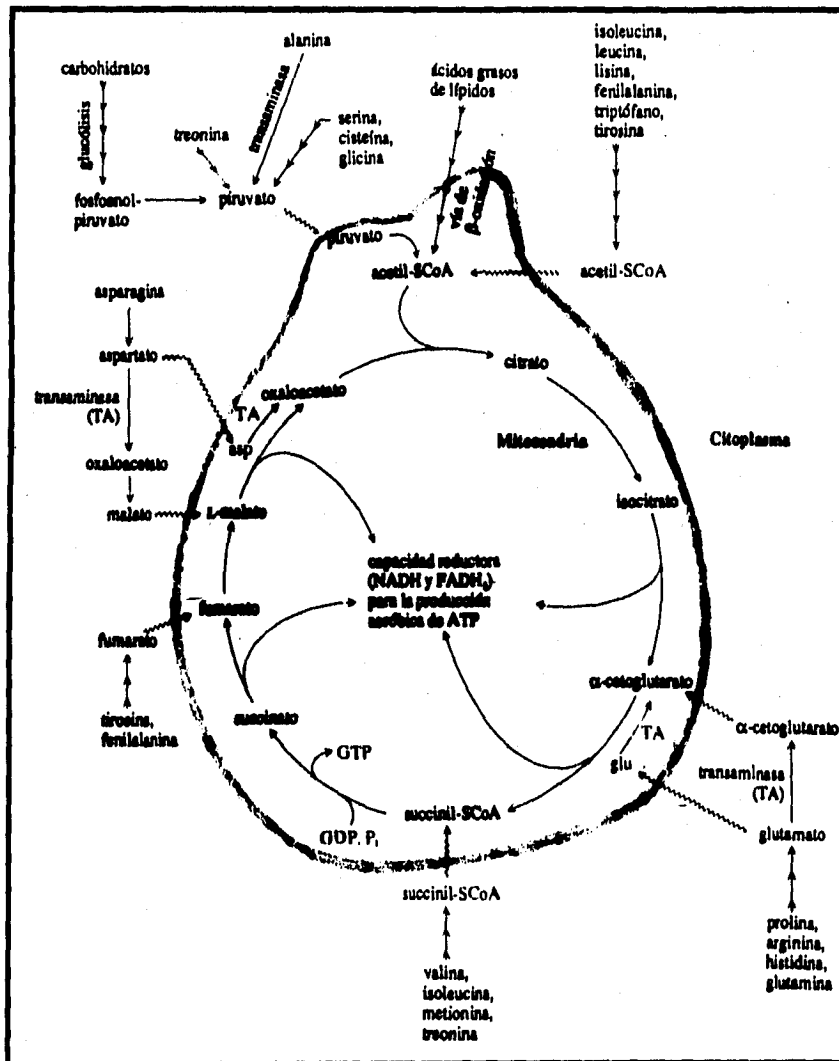 alanina
carbohidratos
glucólisis
transaminasa
treonina
serina,
cisteína,
glicina
fosfoenol-
piruvato
piruvato
piruvato
ácidos grasos
de lípidos
vía de
β-oxidación
isoleucina,
leucina,
lisina,
fenilalanina,
triptófano,
tirosina
acetil-SCoA
acetil-SCoA
asparagina
aspartato
transaminasa
(TA)
oxaloacetato
malato
TA
asp
oxaloacetato
citrato
Mitocondria
Citoplasma
isocitrato
L-malato
capacidad reductora
(NADH y FADH₂)
para la producción
aeróbica de ATP
fumarato
fumarato
tirosina,
fenilalanina
succinato
GTP
GDP, Pᵢ
succinil-SCoA
succinil-SCoA
valina,
isoleucina,
metionina,
treonina
α-cetoglutarato
TA
glu
α-cetoglutarato
transaminasa
(TA)
glutamato
prolina,
arginina,
histidina,
glutamina